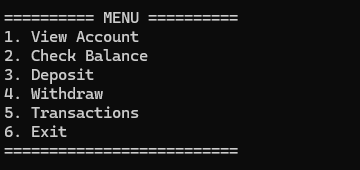 ========== MENU ==========
1. View Account
2. Check Balance
3. Deposit
4. Withdraw
5. Transactions
6. Exit
==========================